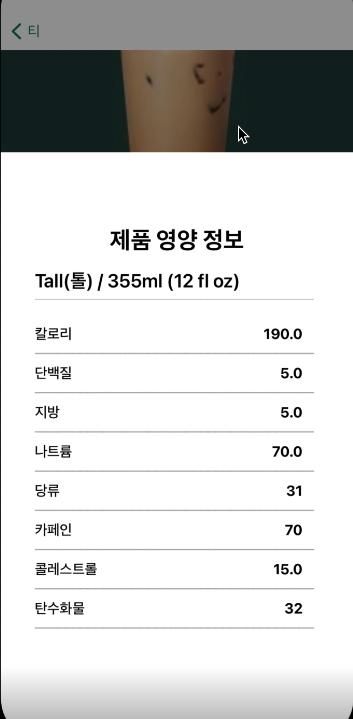 티
제품 영양 정보
Tall(톨) / 355ml (12 fl oz)
칼로리 190.0
단백질 5.0
지방 5.0
나트륨 70.0
당류 31
카페인 70
콜레스트롤 15.0
탄수화물 32